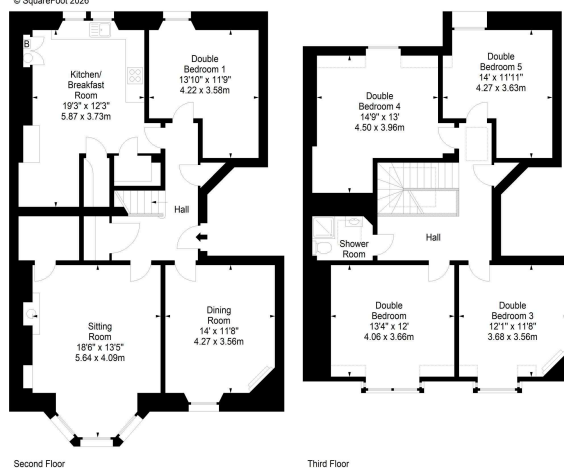 © SquareFoot 2026
B
Kitchen/
Breakfast
Room
19'3" x 12'3"
5.87 x 3.73m
Double
Bedroom 1
13'10" x 11'9"
4.22 x 3.58m
Hall
Sitting
Room
18'6" x 13'5"
5.64 x 4.09m
Dining
Room
14' x 11'8"
4.27 x 3.56m
Second Floor
Double
Bedroom 4
14'9" x 13'
4.50 x 3.96m
Double
Bedroom 5
14' x 11'11"
4.27 x 3.63m
Shower
Room
Hall
Double
Bedroom
13'4" x 12'
4.06 x 3.66m
Double
Bedroom 3
12'1" x 11'8"
3.68 x 3.56m
Third Floor